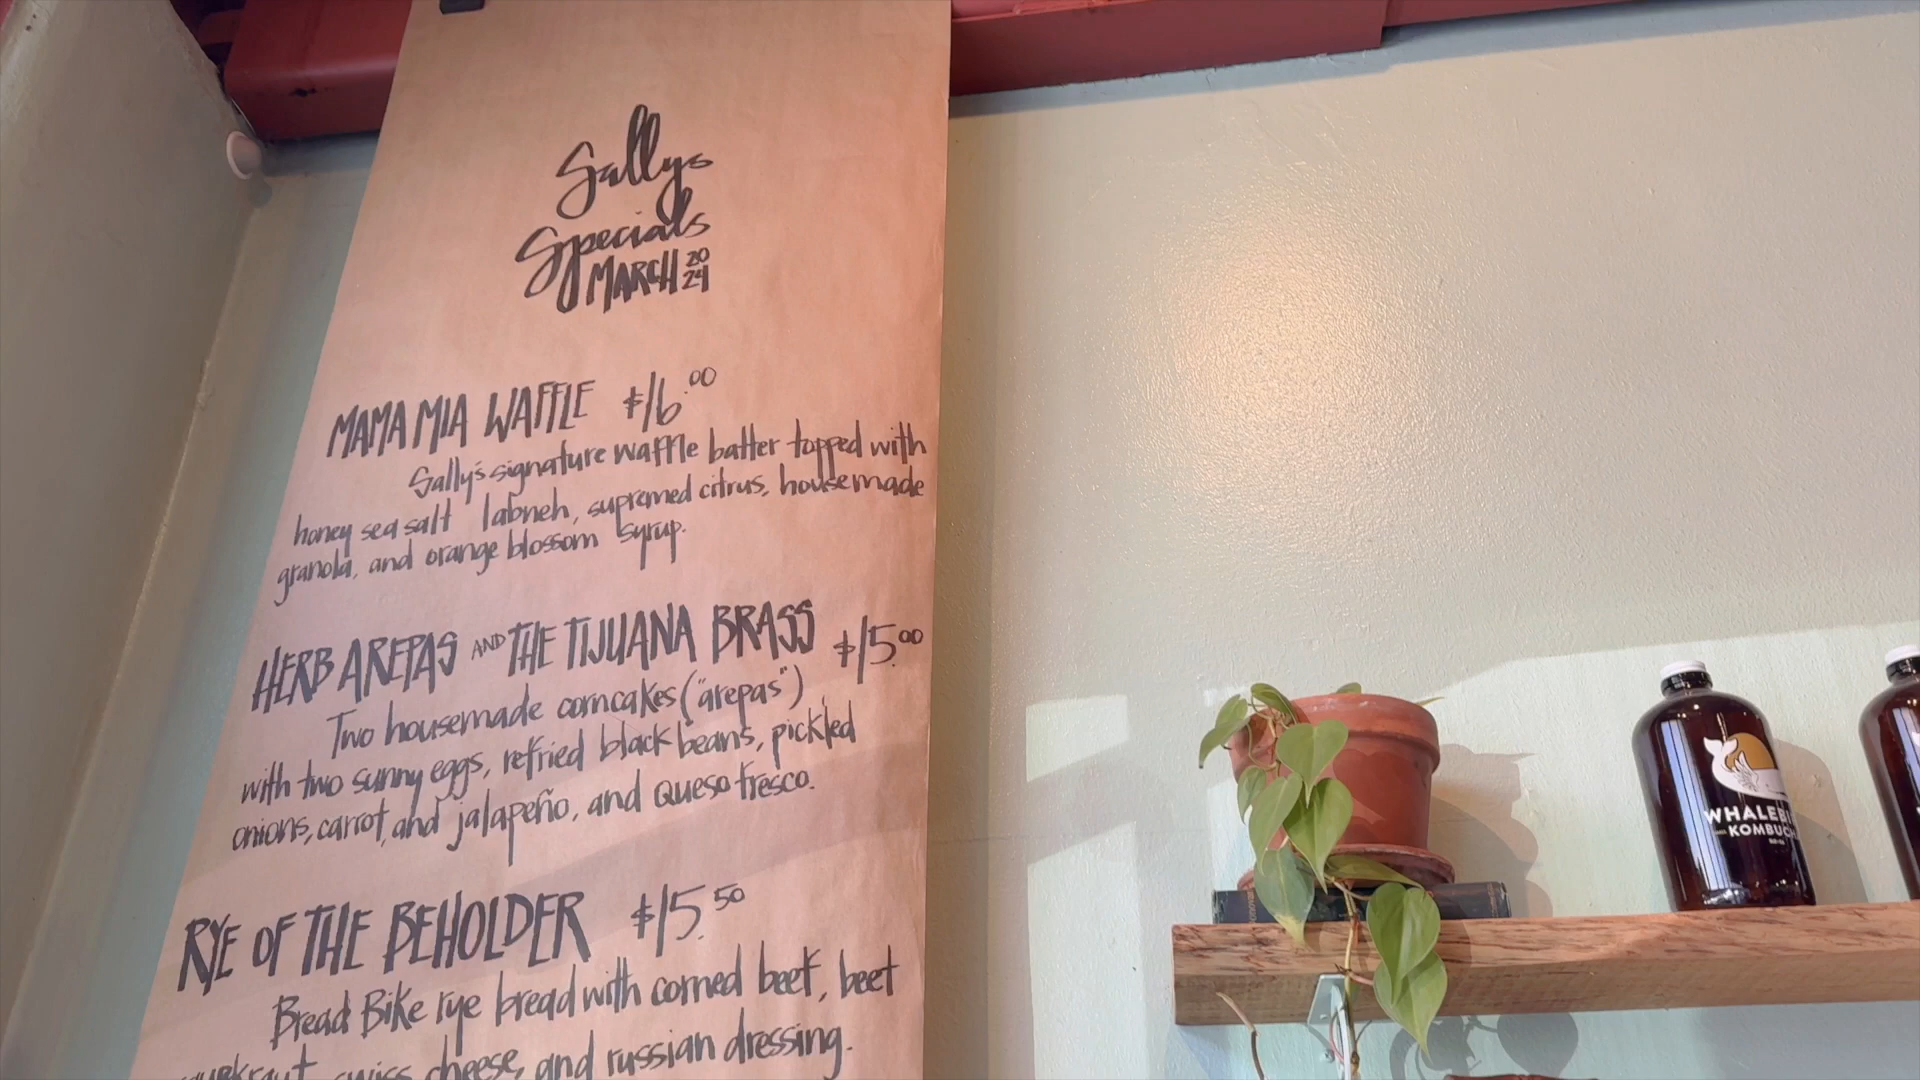 Sallys
Specials
MARCH 2024
MAMA MIA WAFFLE $16.00
Sally's signature waffle batter topped with
honey sea salt labneh, supremed citrus, housemade
granola, and orange blossom syrup.
HERB AREPAS AND THE TIJUANA BRASS $15.00
Two housemade corncakes ("arepas")
with two sunny eggs, refried black beans, pickled
onions, carrot, and jalapeño, and queso fresco.
RYE OF THE BEHOLDER $15.50
Bread Bike rye bread with corned beef, beet
swiss cheese, and russian dressing.
KOMBUCH